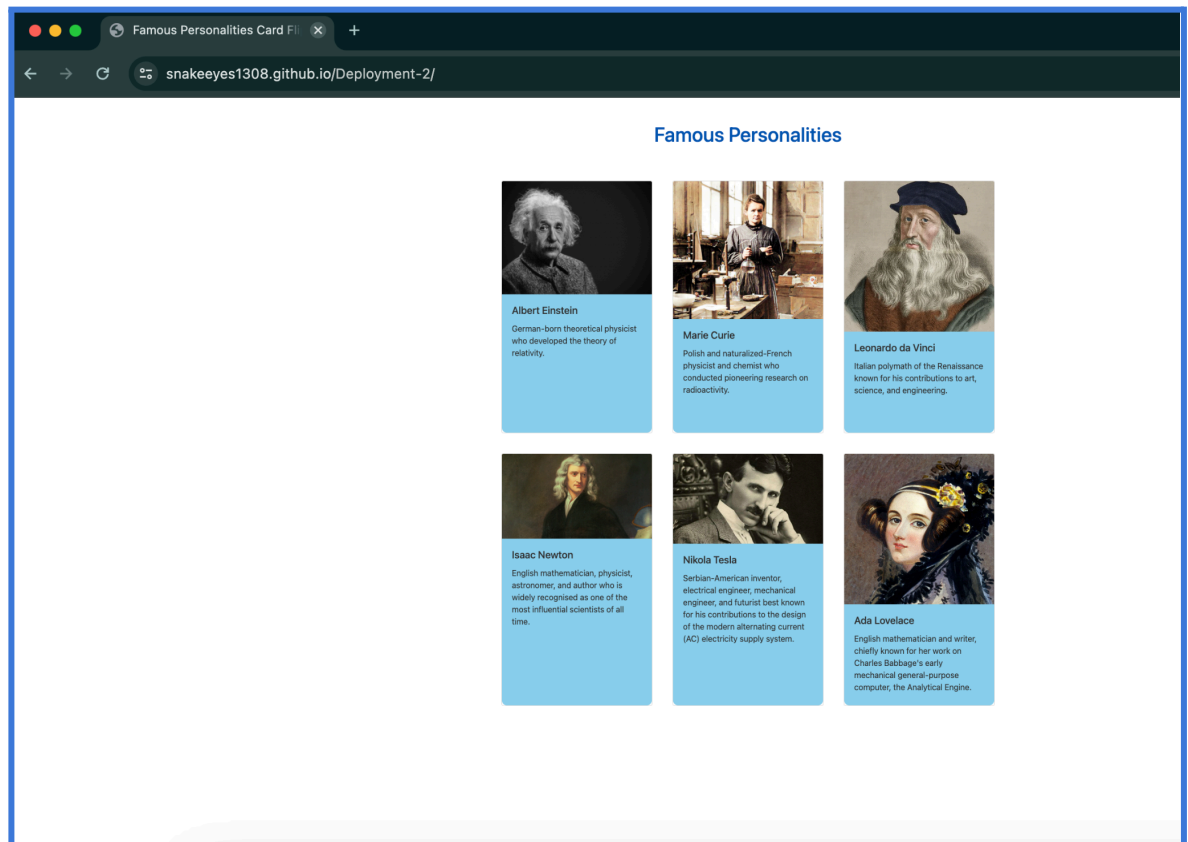 Famous Personalities Card Fli
snakeeyes1308.github.io/Deployment-2/
Famous Personalities
Albert Einstein
German-born theoretical physicist
who developed the theory of
relativity.
Marie Curie
Polish and naturalized-French
physicist and chemist who
conducted pioneering research on
radioactivity.
Leonardo da Vinci
Italian polymath of the Renaissance
known for his contributions to art,
science, and engineering.
Isaac Newton
English mathematician, physicist,
astronomer, and author who is
widely recognised as one of the
most influential scientists of all
time.
Nikola Tesla
Serbian-American inventor,
electrical engineer, mechanical
engineer, and futurist best known
for his contributions to the design
of the modern alternating current
(AC) electricity supply system.
Ada Lovelace
English mathematician and writer,
chiefly known for her work on
Charles Babbage's early
mechanical general-purpose
computer, the Analytical Engine.